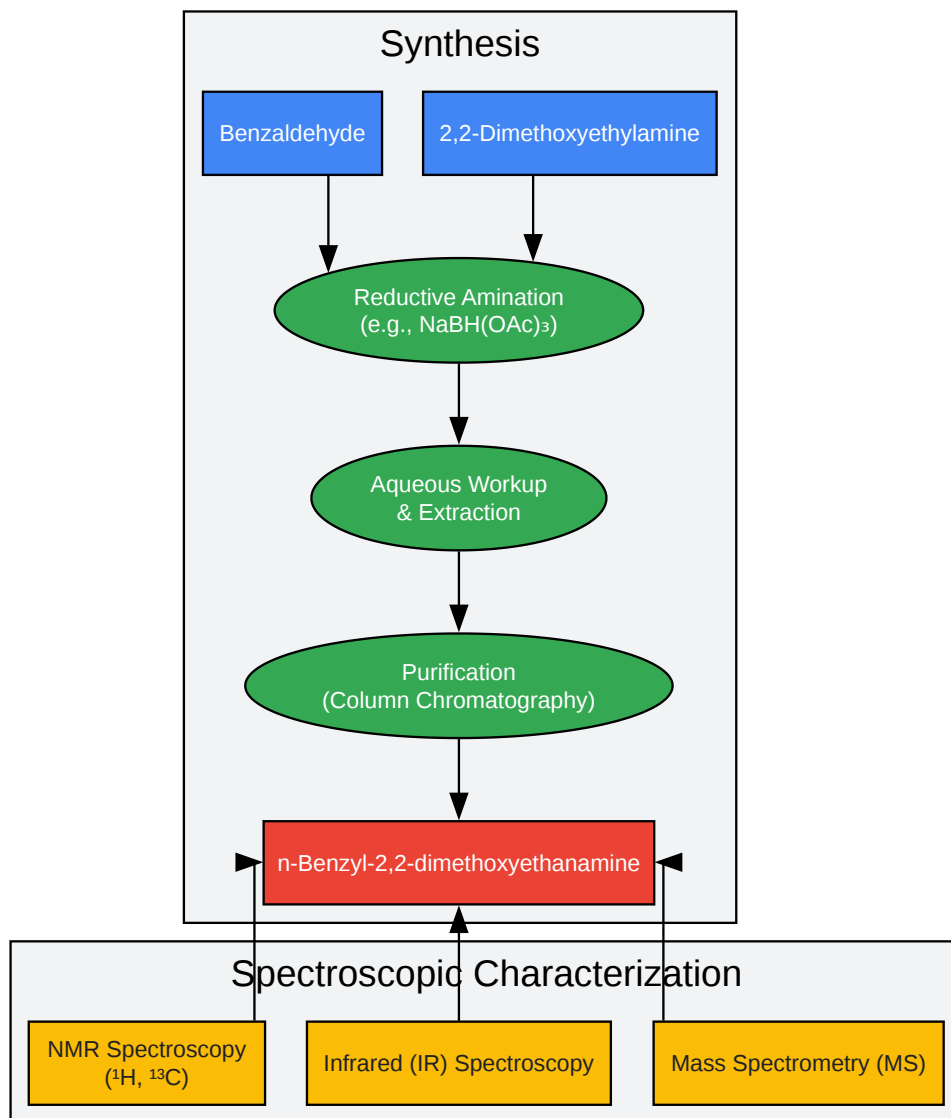 Synthesis
Benzaldehyde
2,2-Dimethoxyethylamine
Reductive Amination
(e.g., NaBH(OAc)₃)
Aqueous Workup
& Extraction
Purification
(Column Chromatography)
n-Benzyl-2,2-dimethoxyethanamine
Spectroscopic Characterization
NMR Spectroscopy
(¹H, ¹³C)
Infrared (IR) Spectroscopy
Mass Spectrometry (MS)